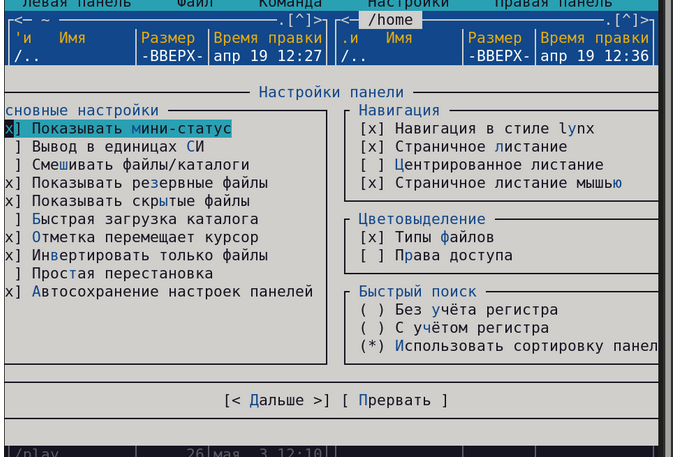 Левая панель Файл Команда Настройки Правая панель
<— ~ .[^]> <— /home .[^]>
'и Имя Размер Время правки .и Имя Размер Время правки
/.. -ВВЕРХ- апр 19 12:27 /.. -ВВЕРХ- апр 19 12:36
Настройки панели
сновные настройки
x] Показывать мини-статус
] Вывод в единицах СИ
] Смешивать файлы/каталоги
x] Показывать резервные файлы
x] Показывать скрытые файлы
] Быстрая загрузка каталога
x] Отметка перемещает курсор
x] Инвертировать только файлы
] Простая перестановка
x] Автосохранение настроек панелей
Навигация
[x] Навигация в стиле lynx
[x] Страничное листание
[ ] Центрированное листание
[x] Страничное листание мышью
Цветовыделение
[x] Типы файлов
[ ] Права доступа
Быстрый поиск
( ) Без учёта регистра
( ) С учётом регистра
(*) Использовать сортировку панел
[< Дальше >] [ Прервать ]
/play 26 мая 3 12:10